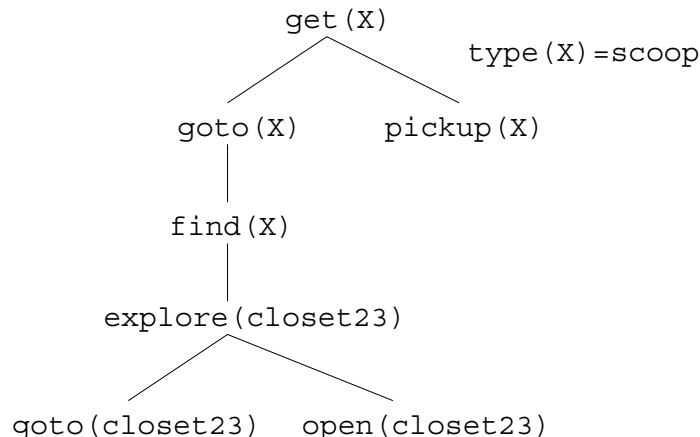 get(X)
type(X)=scoop
goto(X) pickup(X)
find(X)
explore(closet23)
goto(closet23) open(closet23)